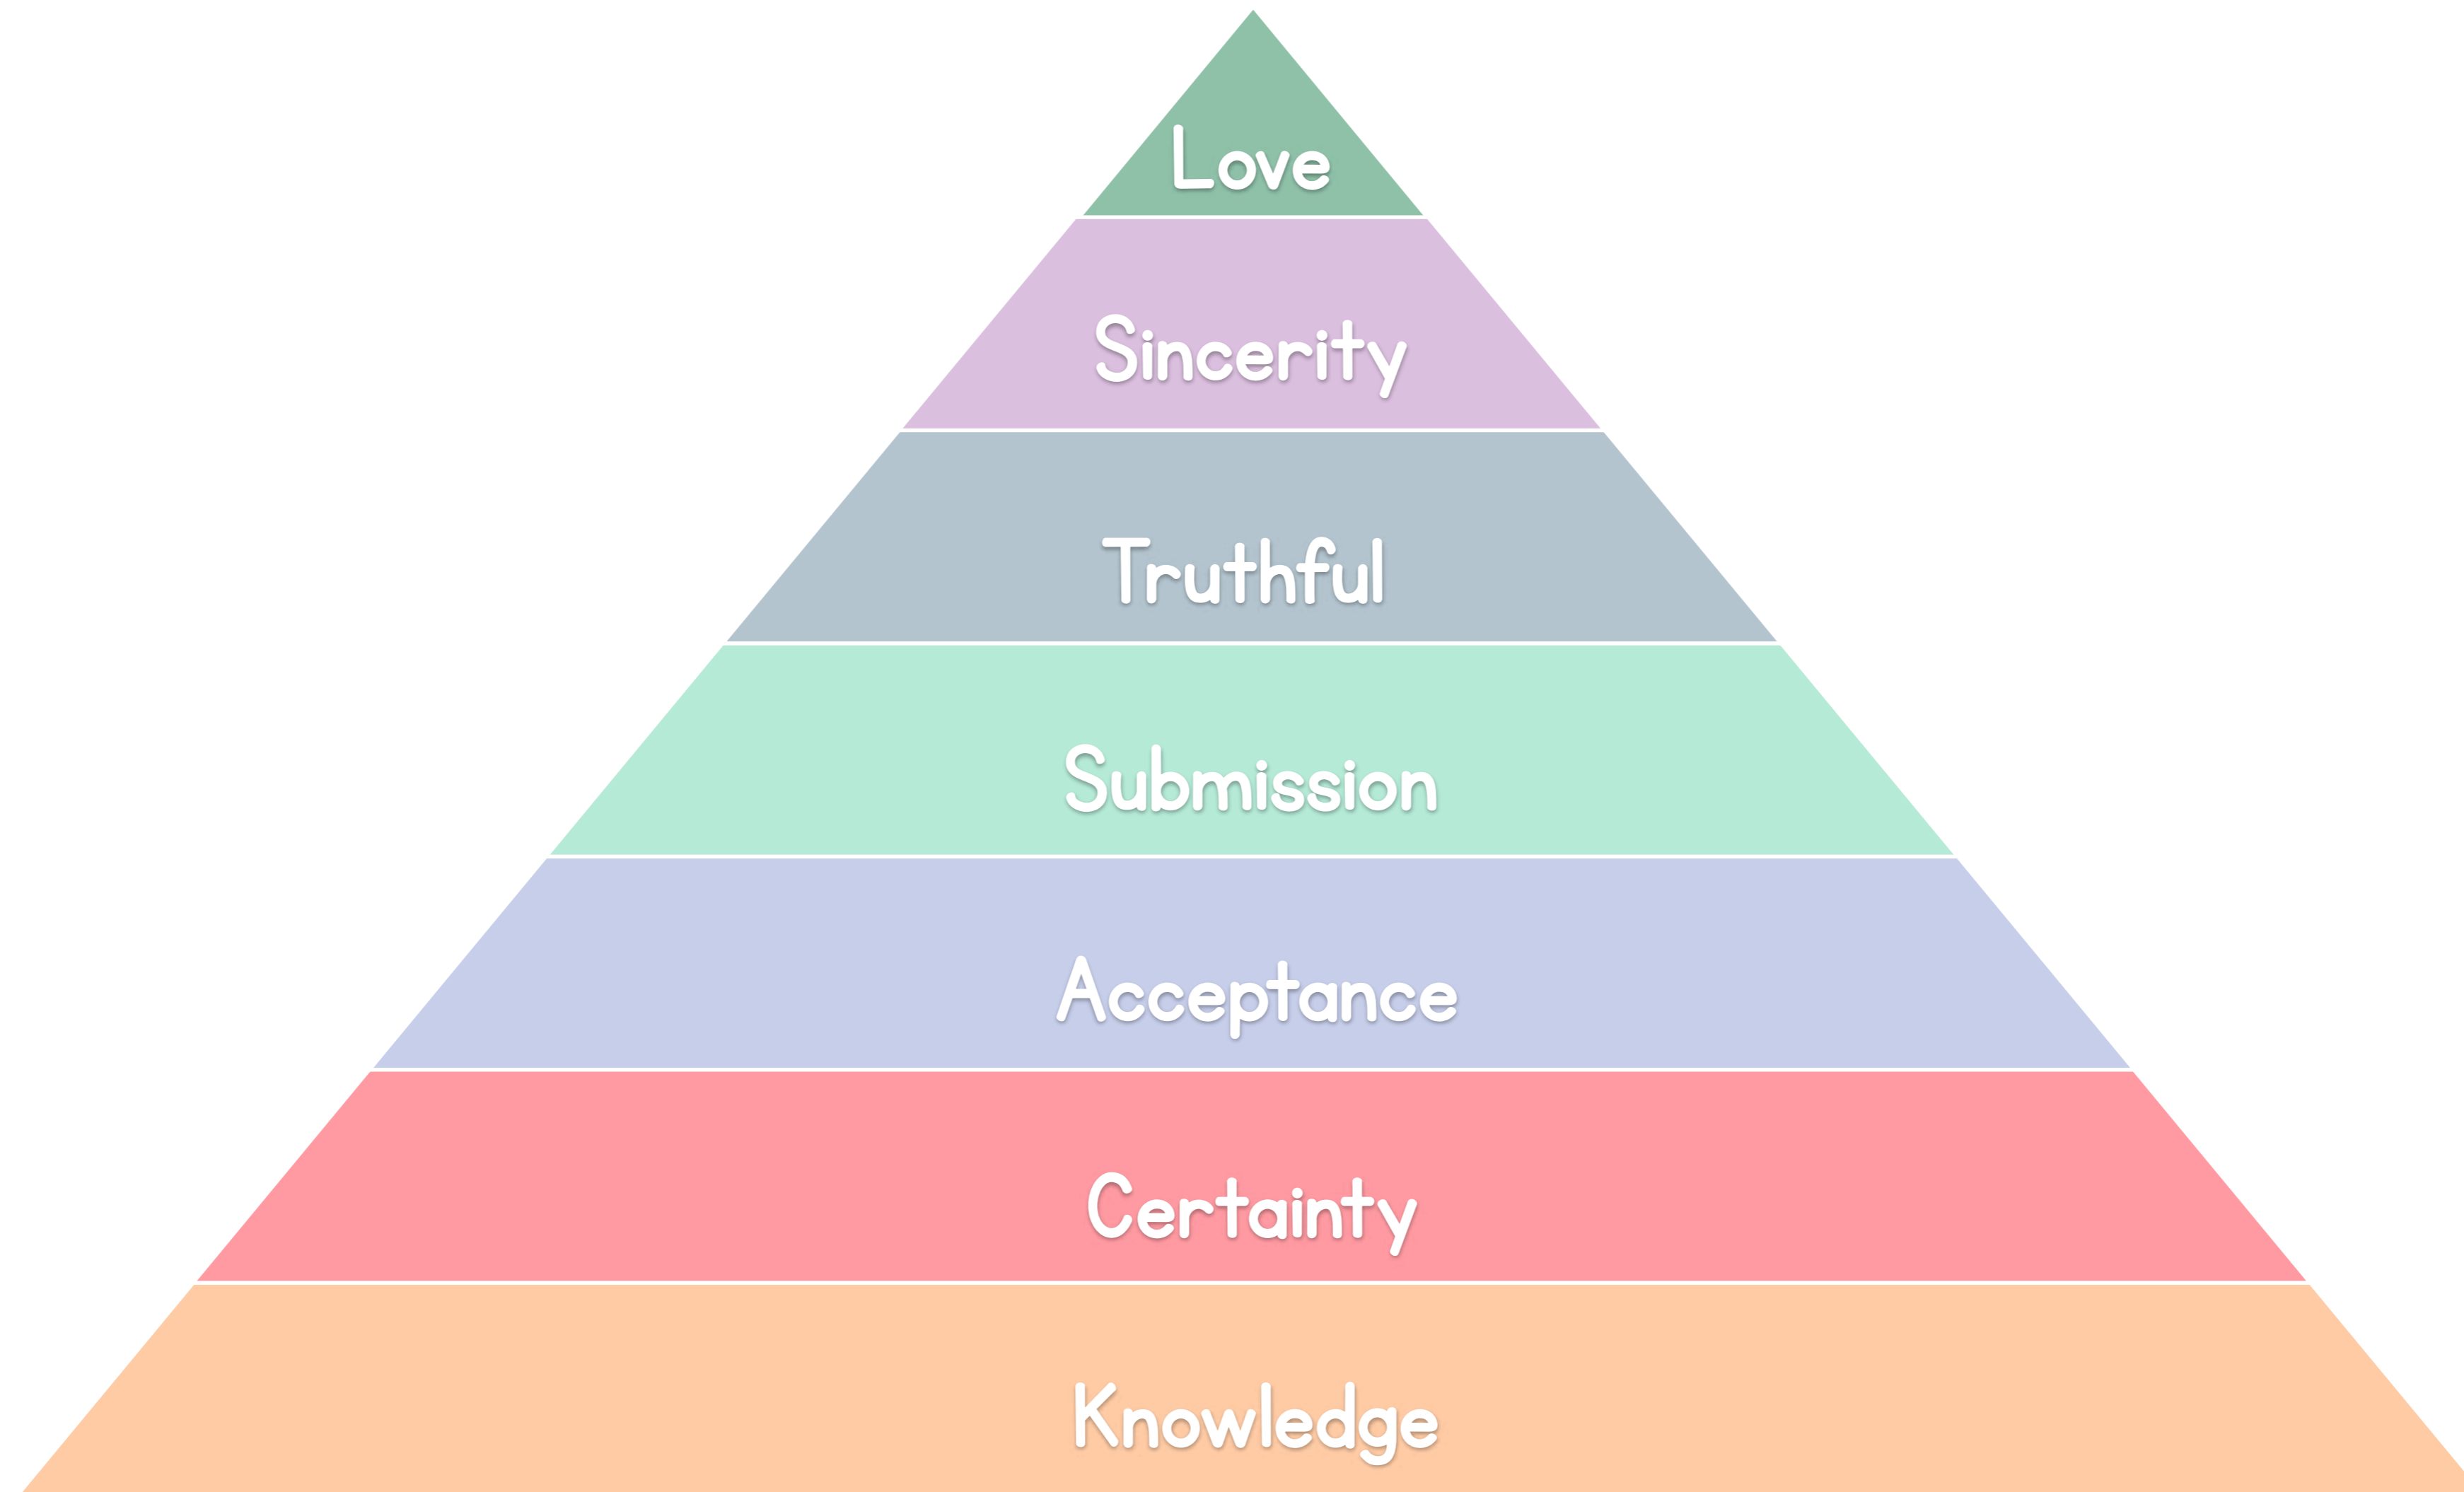 Love
Sincerity
Truthful
Submission
Acceptance
Certainty
Knowledge